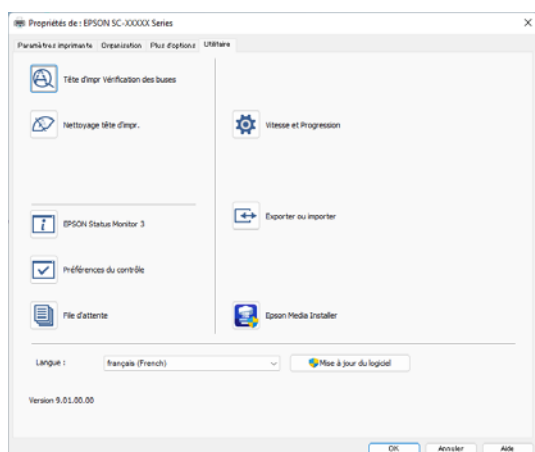 Propriétés de : EPSON SC-XXXXX Series
Paramètres imprimante Organisation Plus d'options Utilitaire
Tête d'impr Vérification des buses
Nettoyage tête d'impr.
Vitesse et Progression
EPSON Status Monitor 3
Exporter ou importer
Préférences du contrôle
File d'attente
Epson Media Installer
Langue :
français (French)
Mise à jour du logiciel
Version 9.01.00.00
OK Annuler Aide